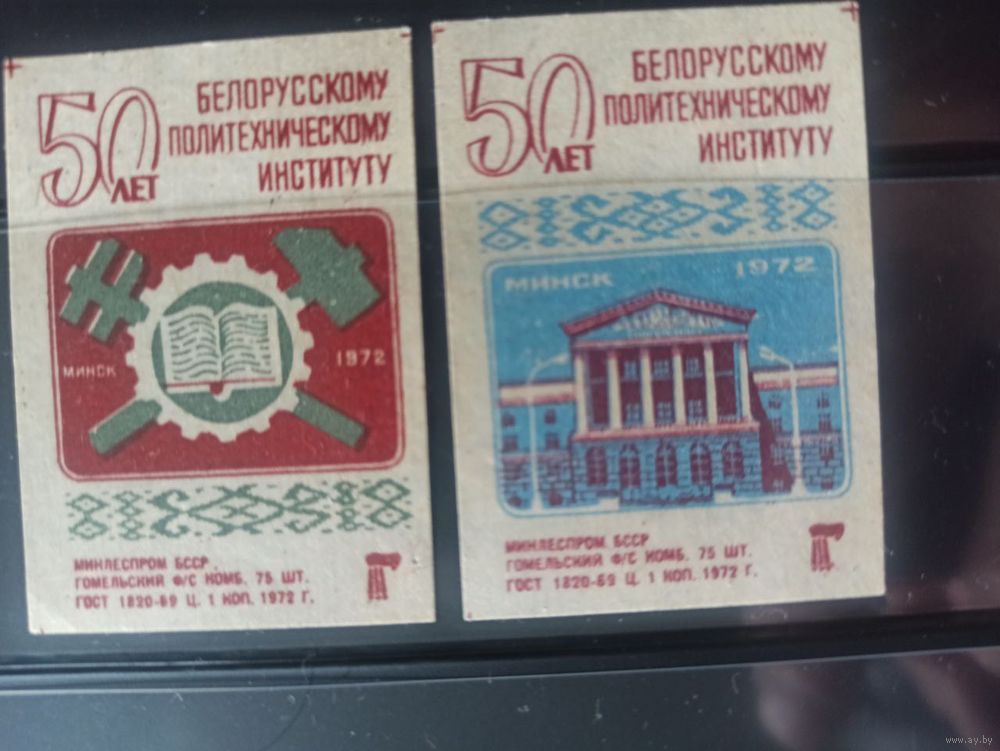 50 ЛЕТ
БЕЛОРУССКОМУ
ПОЛИТЕХНИЧЕСКОМУ
ИНСТИТУТУ
МИНСК
1972
МИНЛЕСПРОМ БССР
ГОМЕЛЬСКИЙ Ф/С КОМБ. 75 ШТ.
ГОСТ 1820-69 Ц. 1 КОП. 1972 Г.
50 ЛЕТ
БЕЛОРУССКОМУ
ПОЛИТЕХНИЧЕСКОМУ
ИНСТИТУТУ
МИНСК
1972
МИНЛЕСПРОМ БССР
ГОМЕЛЬСКИЙ Ф/С КОМБ. 75 ШТ.
ГОСТ 1820-69 Ц. 1 КОП. 1972 Г.
www.ay.by